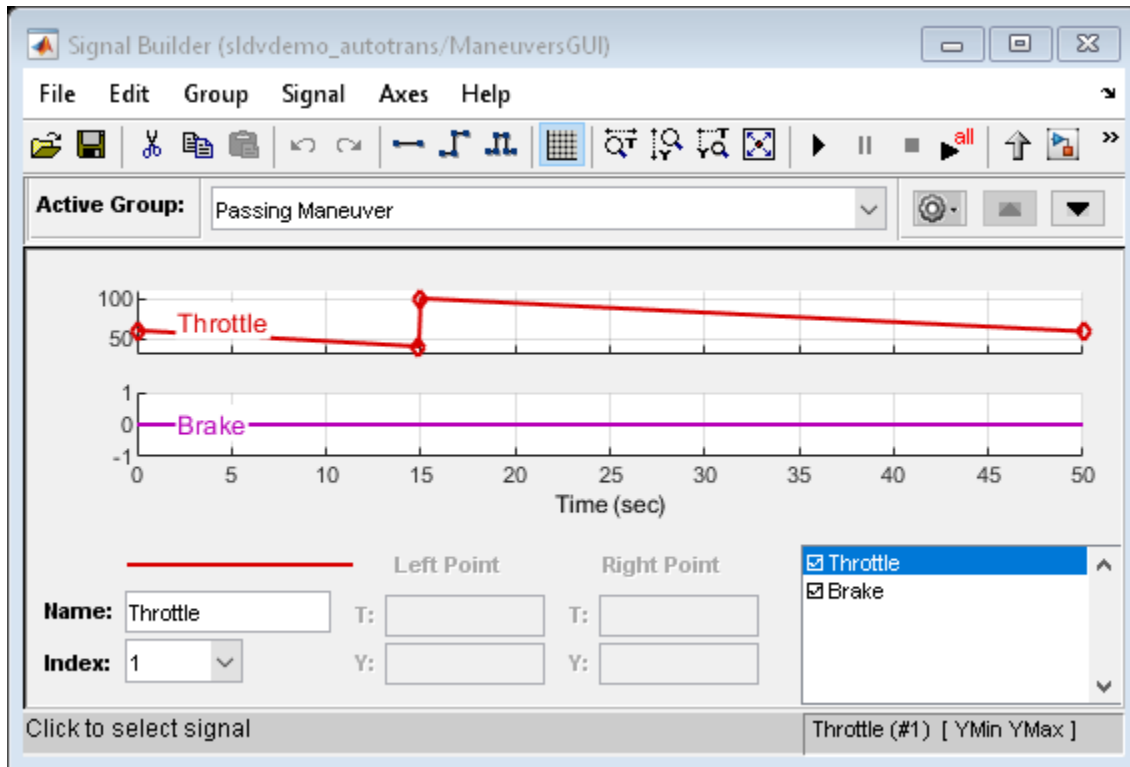 Signal Builder (sldvdemo_autotrans/ManeuversGUI)
File Edit Group Signal Axes Help
all
»
Active Group: Passing Maneuver
100
50
Throttle
1
0
-1
Brake
0 5 10 15 20 25 30 35 40 45 50
Time (sec)
Left Point Right Point
Name: Throttle T: T:
Index: 1 Y: Y:
Throttle
Brake
Click to select signal
Throttle (#1) [ YMin YMax ]